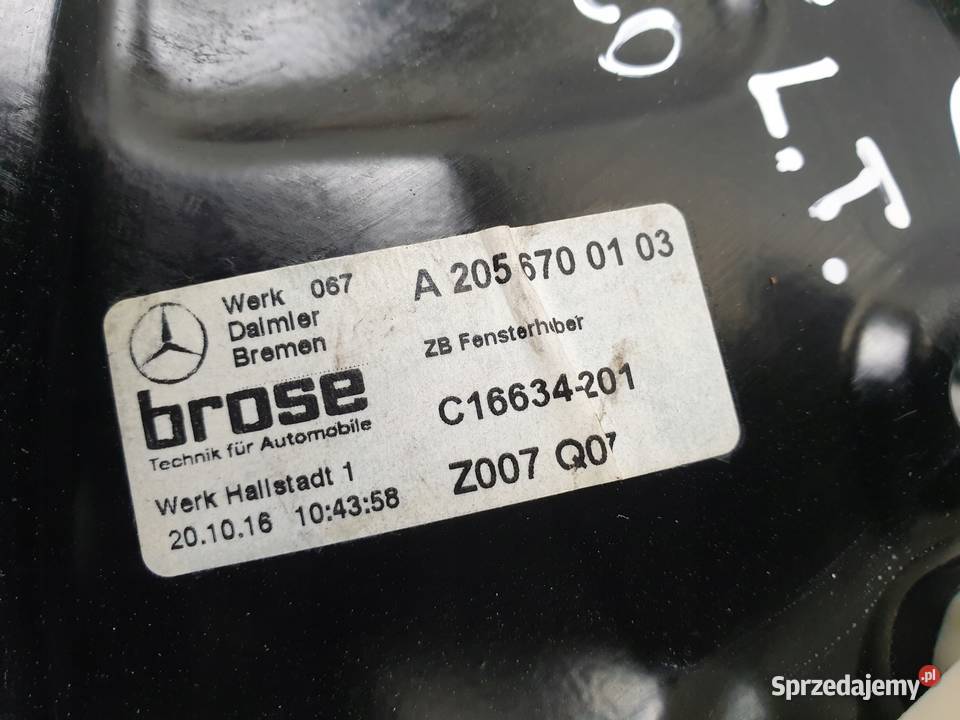 L.T.
Werk 067
Daimler
Bremen
A 205 670 01 03
ZB Fensterheber
brose
Technik für Automobile
C16634-201
Z007 Q07
Werk Hallstadt 1
20.10.16 10:43:58
Sprzedajemy.pl